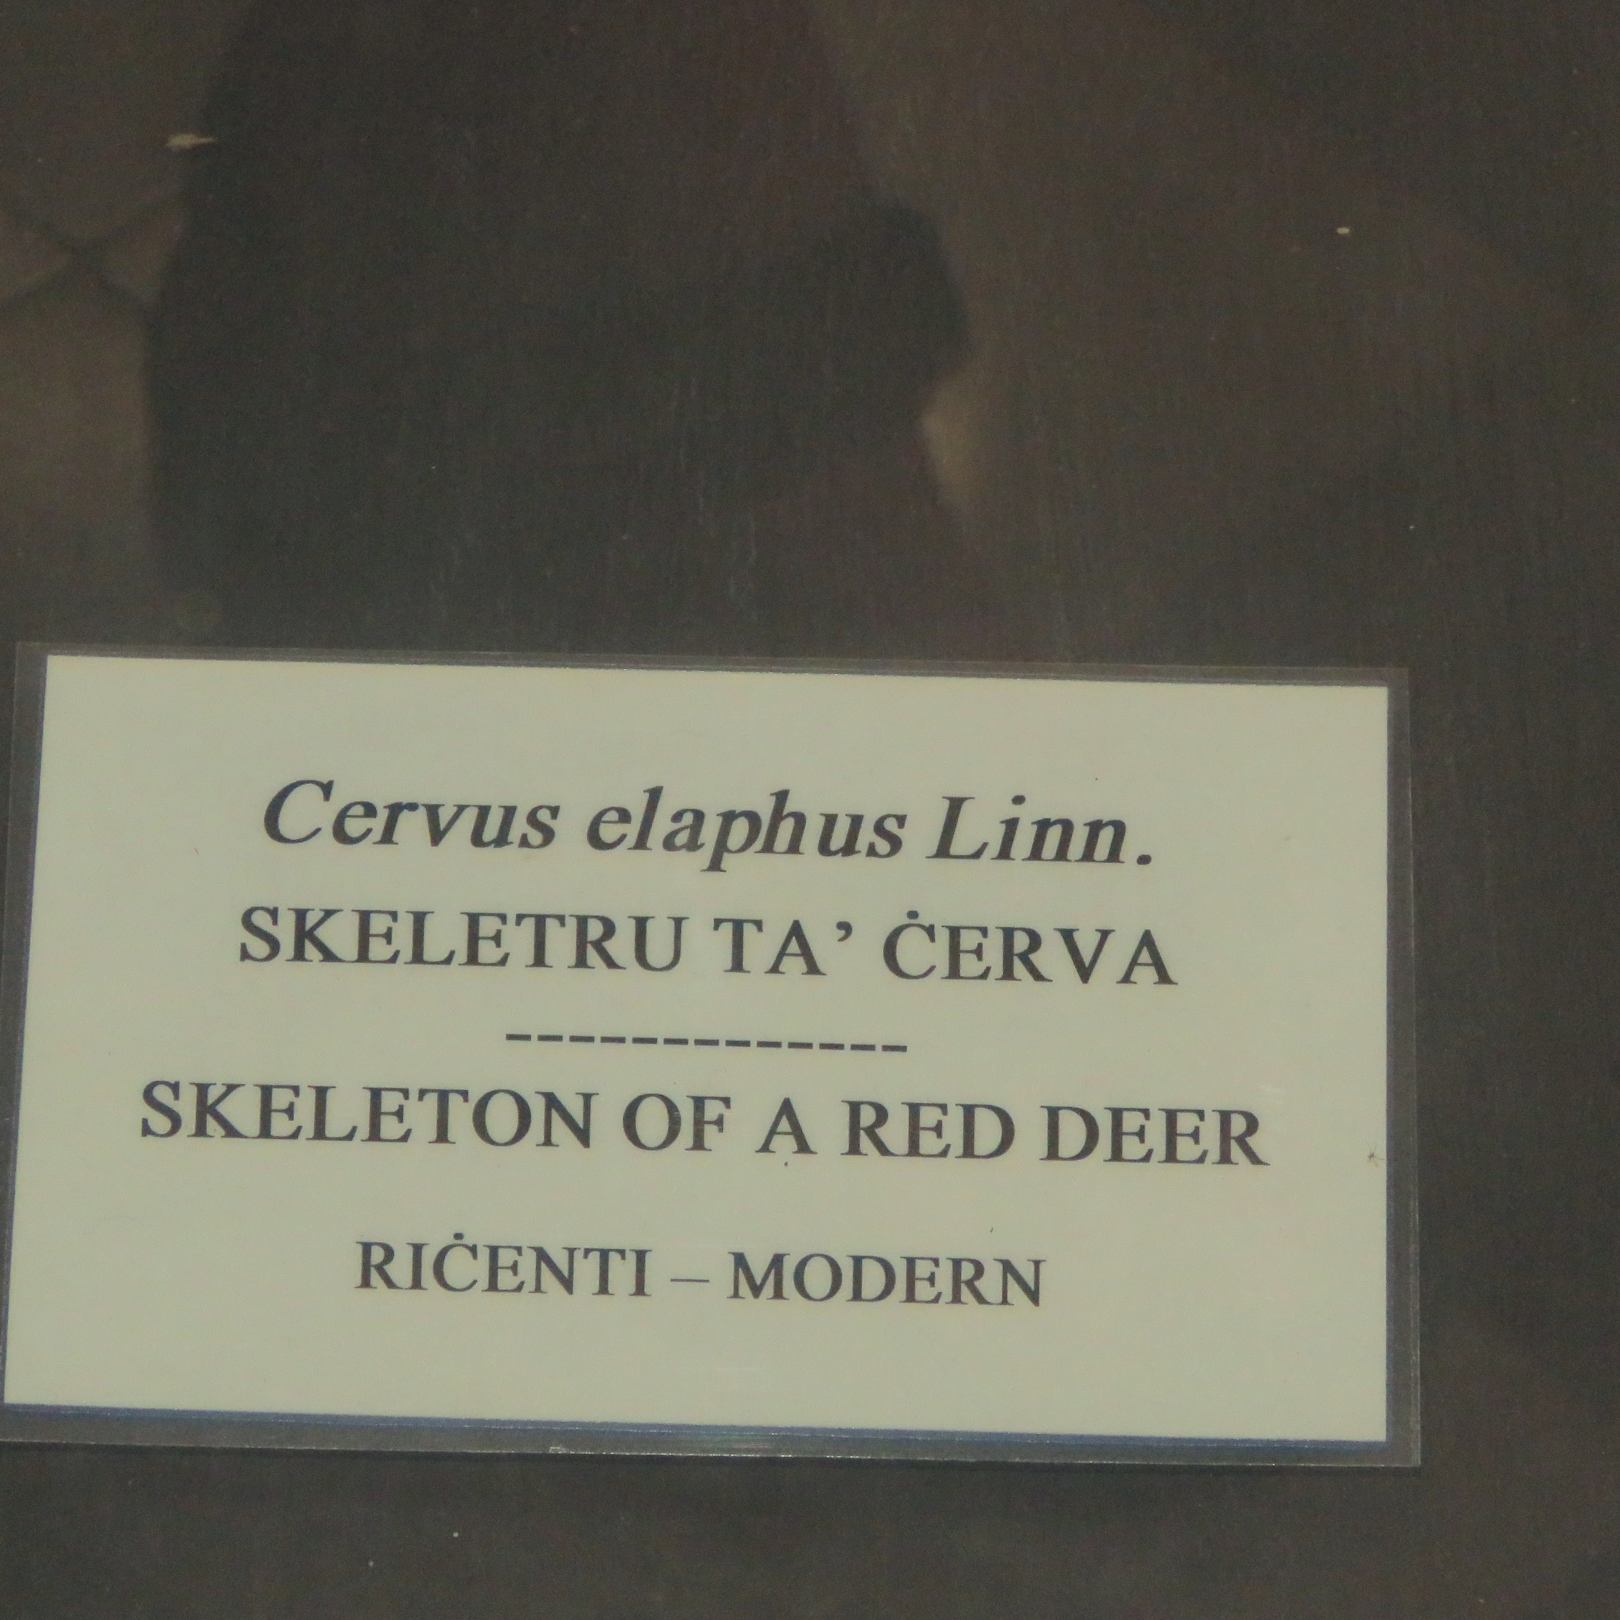 Cervus elaphus Linn.
SKELETRU TA’ ĊERVA
-------------
SKELETON OF A RED DEER
RIĊENTI – MODERN